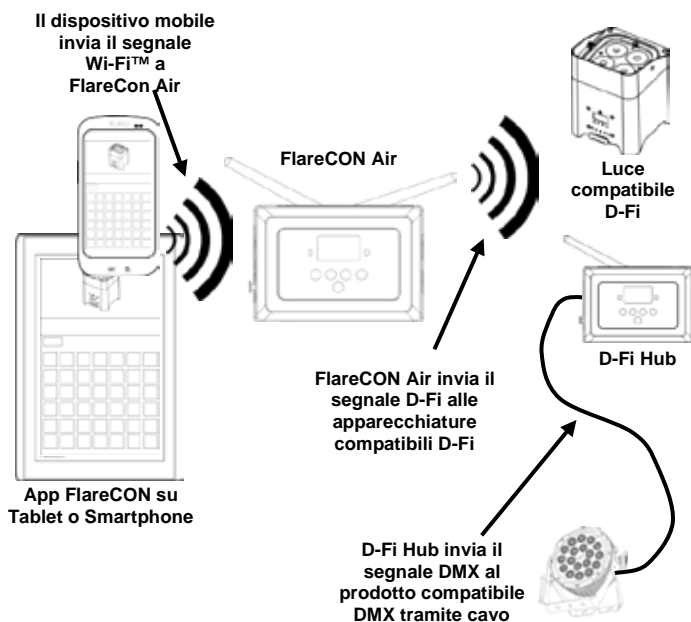 Il dispositivo mobile
invia il segnale
Wi-Fi™ a
FlareCon Air
FlareCON Air
Luce
compatibile
D-Fi
D-Fi Hub
FlareCON Air invia il
segnale D-Fi alle
apparecchiature
compatibili D-Fi
App FlareCON su
Tablet o Smartphone
D-Fi Hub invia il
segnale DMX al
prodotto compatibile
DMX tramite cavo